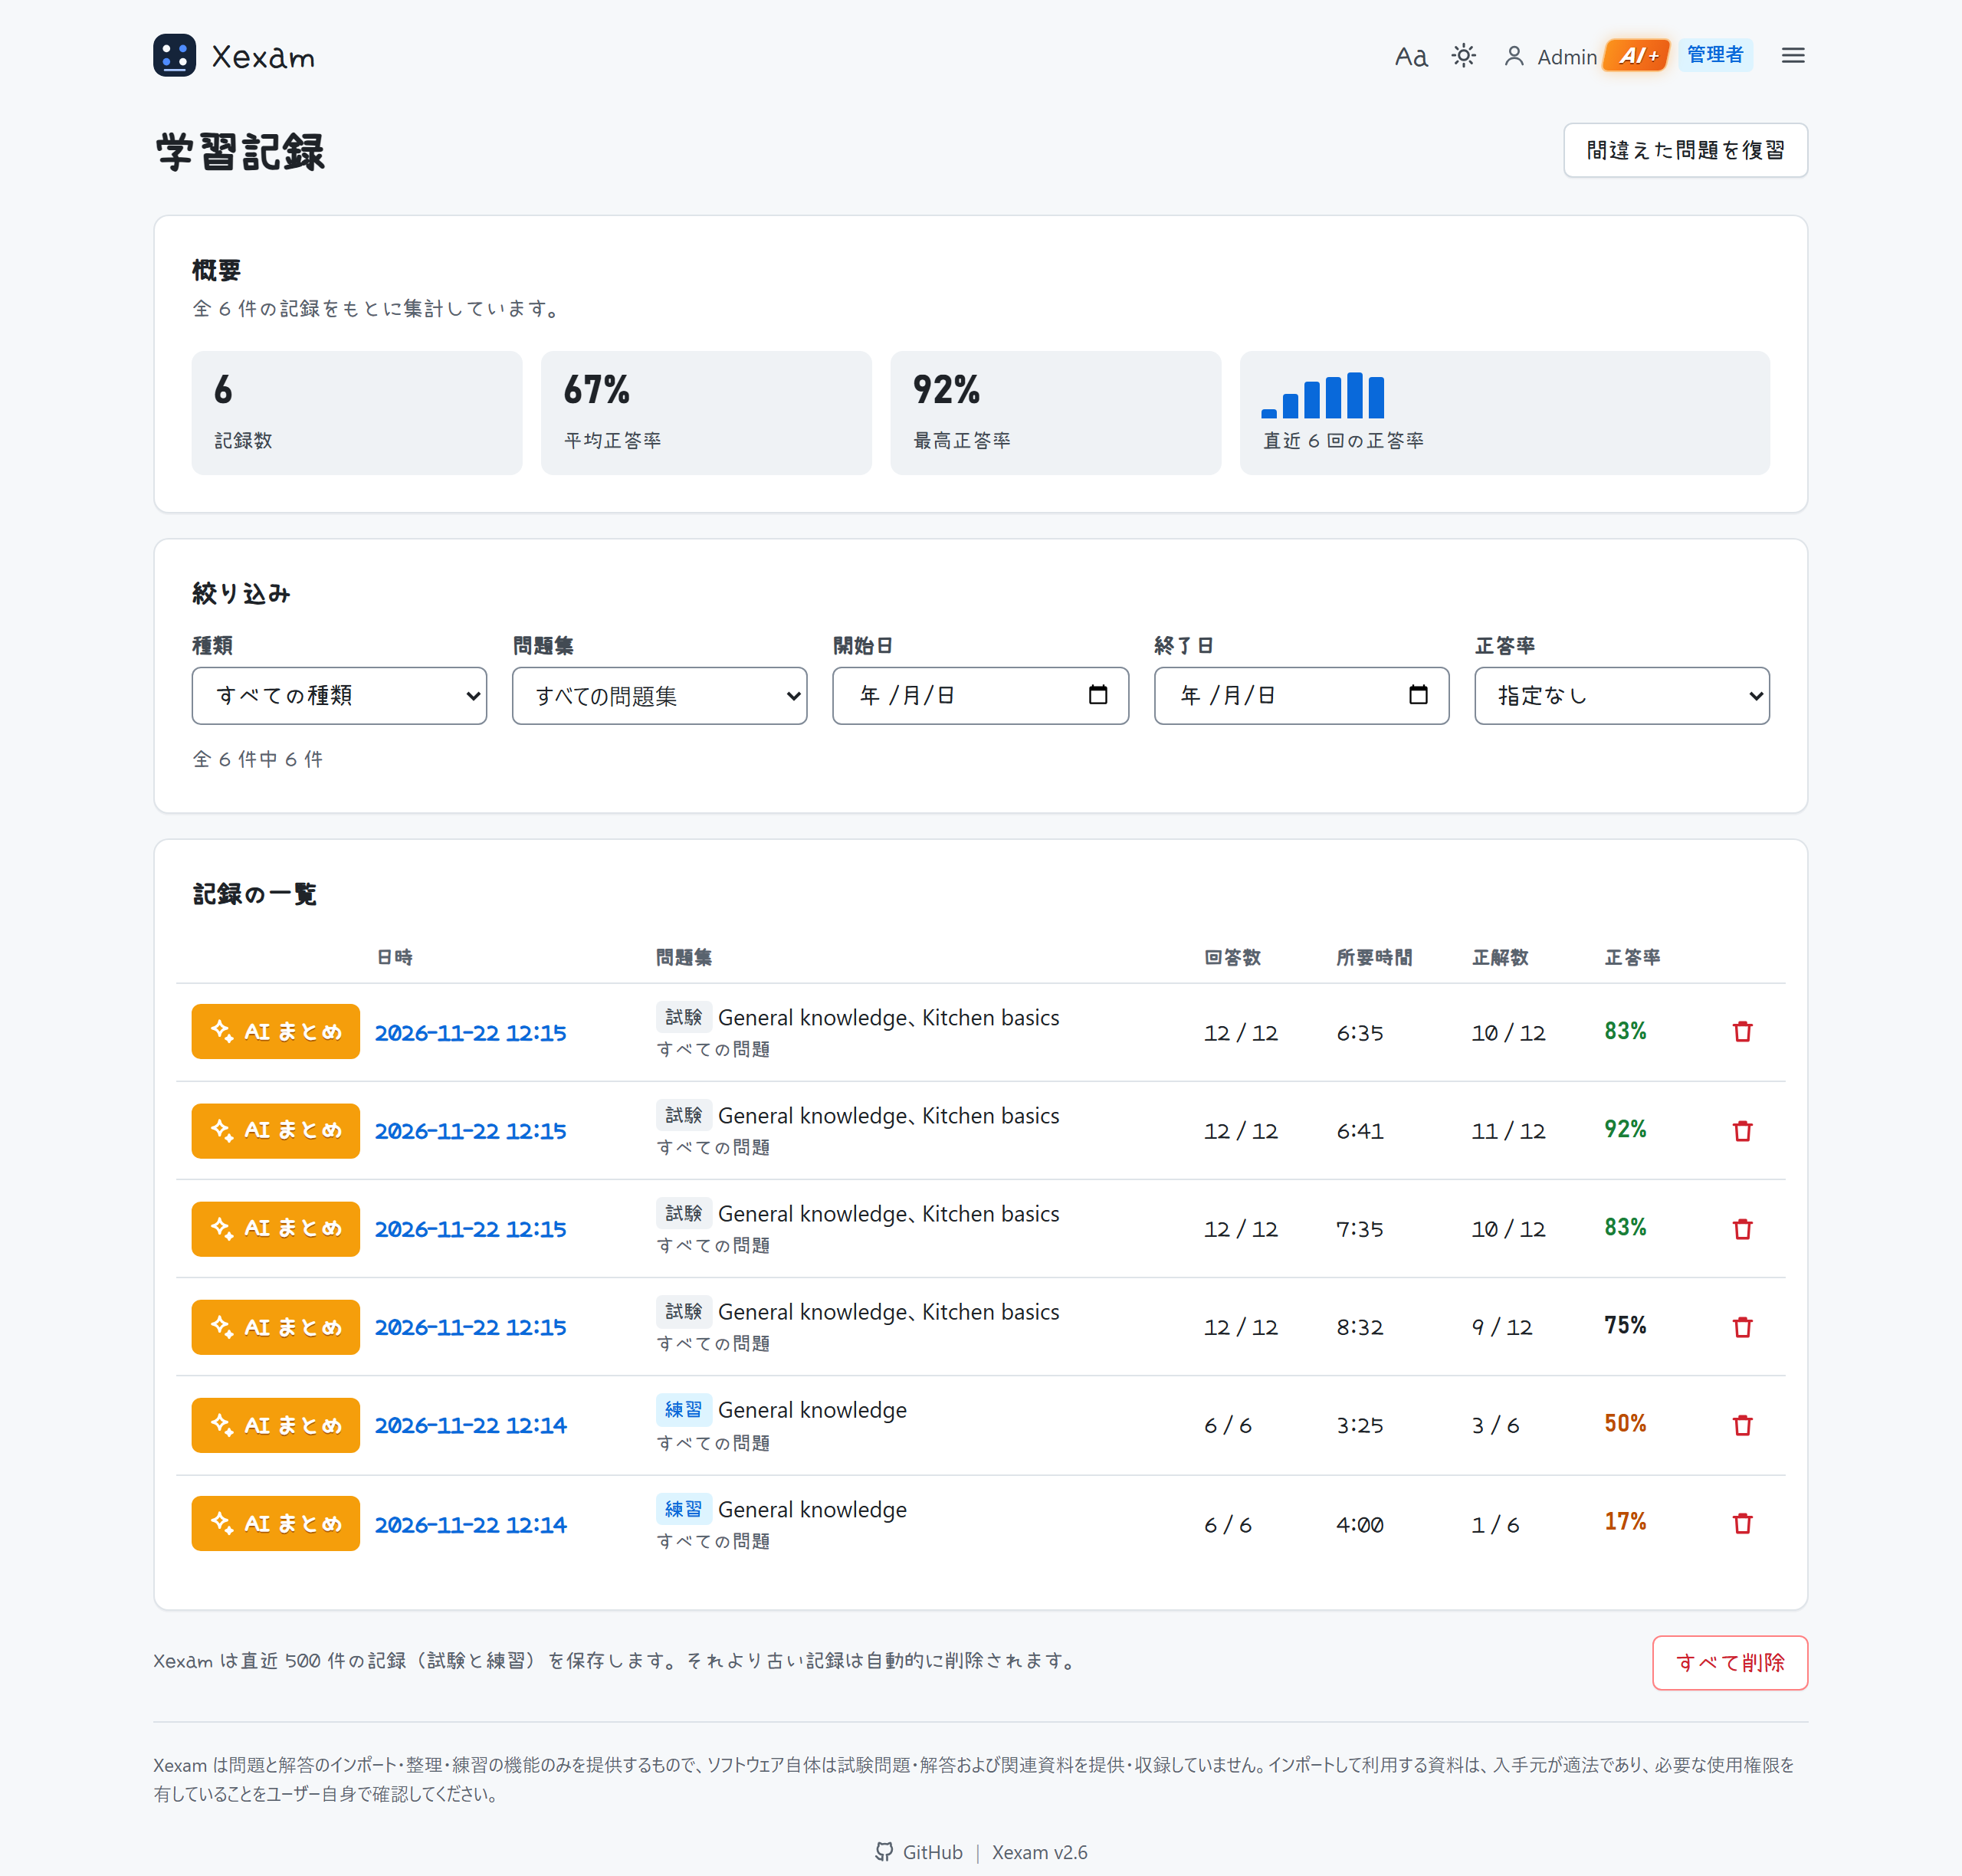 Xexam
Aa Admin AI+ 管理者
学習記録
間違えた問題を復習
概要
全 6 件の記録をもとに集計しています。
6
記録数
67%
平均正答率
92%
最高正答率
直近 6 回の正答率
絞り込み
種類 問題集 開始日 終了日 正答率
すべての種類 すべての問題集 年 /月/日 年 /月/日 指定なし
全 6 件中 6 件
記録の一覧
日時 問題集 回答数 所要時間 正解数 正答率
AI まとめ 2026-11-22 12:15 試験 General knowledge、Kitchen basics 12 / 12 6:35 10 / 12 83%
すべての問題
AI まとめ 2026-11-22 12:15 試験 General knowledge、Kitchen basics 12 / 12 6:41 11 / 12 92%
すべての問題
AI まとめ 2026-11-22 12:15 試験 General knowledge、Kitchen basics 12 / 12 7:35 10 / 12 83%
すべての問題
AI まとめ 2026-11-22 12:15 試験 General knowledge、Kitchen basics 12 / 12 8:32 9 / 12 75%
すべての問題
AI まとめ 2026-11-22 12:14 練習 General knowledge 6 / 6 3:25 3 / 6 50%
すべての問題
AI まとめ 2026-11-22 12:14 練習 General knowledge 6 / 6 4:00 1 / 6 17%
すべての問題
Xexam は直近 500 件の記録（試験と練習）を保存します。それより古い記録は自動的に削除されます。
すべて削除
Xexam は問題と解答のインポート・整理・練習の機能のみを提供するもので、ソフトウェア自体は試験問題・解答および関連資料を提供・収録していません。インポートして利用する資料は、入手元が適法であり、必要な使用権限を
有していることをユーザー自身で確認してください。
GitHub | Xexam v2.6